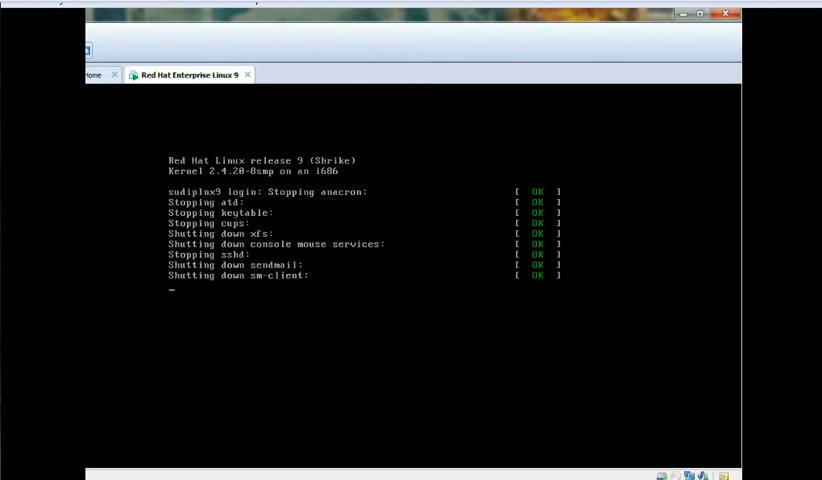 Home
Red Hat Enterprise Linux 9
Red Hat Linux release 9 (Shrike)
Kernel 2.4.20-8smp on an i686
sudiplnx9 login: Stopping anacron: [ OK ]
Stopping atd: [ OK ]
Stopping keytable: [ OK ]
Stopping cups: [ OK ]
Shutting down xfs: [ OK ]
Shutting down console mouse services: [ OK ]
Stopping sshd: [ OK ]
Shutting down sendmail: [ OK ]
Shutting down sm-client: [ OK ]